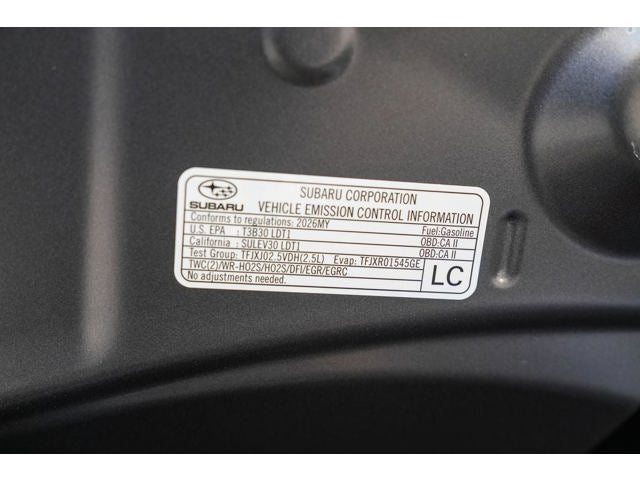 SUBARU CORPORATION
SUBARU VEHICLE EMISSION CONTROL INFORMATION
Conforms to regulations: 2026MY Fuel:Gasoline
U.S. EPA : T3B30 LDT1 OBD:CA II
California : SULEV30 LDT1 OBD:CA II
Test Group: TFJXJ02.5VDH(2.5L) Evap: TFJXR01545GE
TWC(2)/WR-HO2S/HO2S/DFI/EGR/EGRC
No adjustments needed.
LC